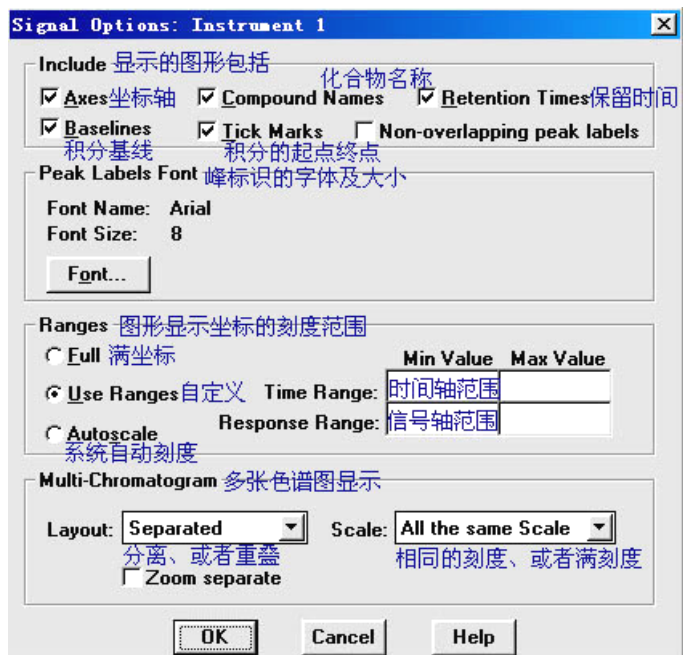 Signal Options: Instrument 1
Include 显示的图形包括
化合物名称
Axes坐标轴 Compound Names Retention Times保留时间
Baselines Tick Marks Non-overlapping peak labels
积分基线 积分的起点终点
Peak Labels Font 峰标识的字体及大小
Font Name: Arial
Font Size: 8
Font...
Ranges 图形显示坐标的刻度范围
Full 满坐标 Min Value Max Value
Use Ranges自定义 Time Range: 时间轴范围
Autoscale Response Range: 信号轴范围
系统自动刻度
Multi-Chromatogram 多张色谱图显示
Layout: Separated Scale: All the same Scale
分离、或者重叠 相同的刻度、或者满刻度
Zoom separate
OK Cancel Help